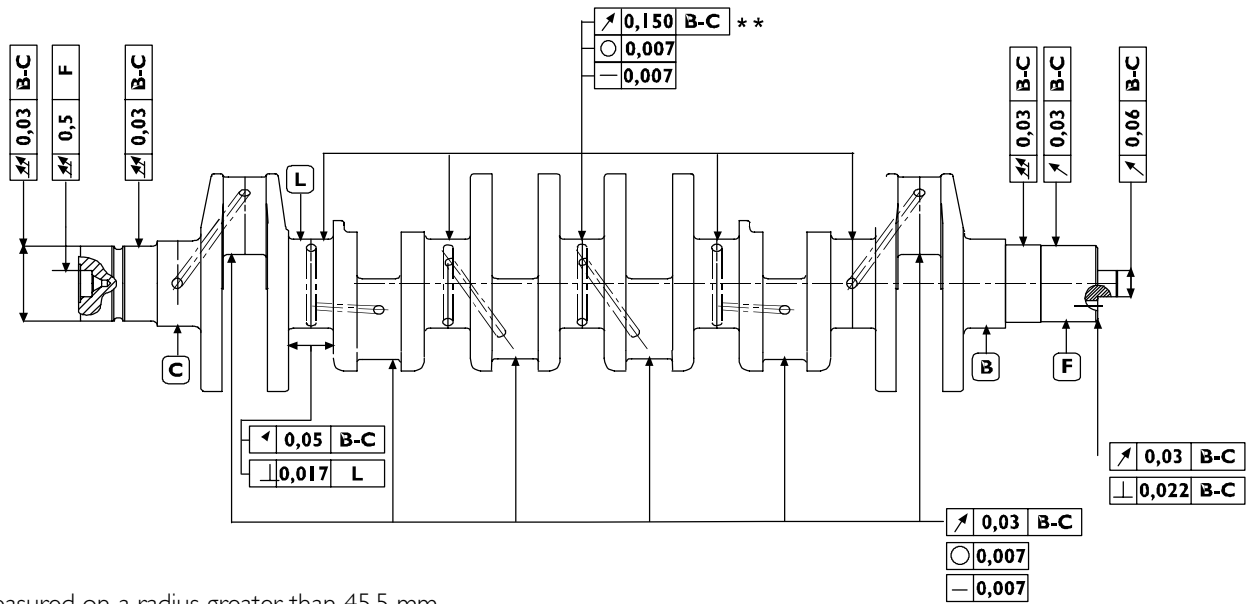 ↗ 0,150 B-C **
○ 0,007
— 0,007
0,03 B-C
0,5 F
0,03 B-C
0,03 B-C
↗ 0,03 B-C
↗ 0,06 B-C
L
C
B
F
0,05 B-C
⊥ 0,017 L
↗ 0,03 B-C
⊥ 0,022 B-C
↗ 0,03 B-C
○ 0,007
— 0,007
on a radius greater than 45.5 mm